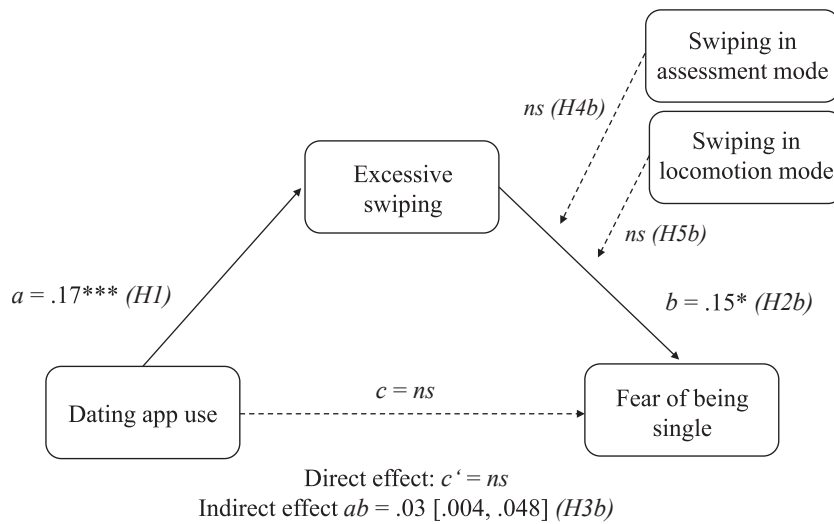 Swiping in
assessment mode
ns (H4b)
Swiping in
locomotion mode
Excessive
swiping
ns (H5b)
a = .17*** (H1)
b = .15* (H2b)
Dating app use
c = ns
Fear of being
single
Direct effect: c‘ = ns
Indirect effect ab = .03 [.004, .048] (H3b)